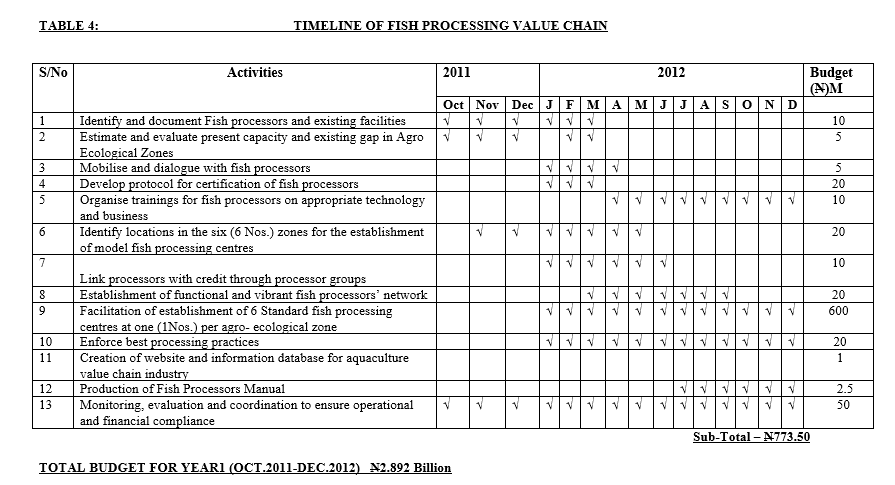 TABLE 4: TIMELINE OF FISH PROCESSING VALUE CHAIN
S/No Activities 2011 2012 Budget
(₦)M
Oct Nov Dec J F M A M J J A S O N D
1 Identify and document Fish processors and existing facilities √ √ √ √ √ √ 10
2 Estimate and evaluate present capacity and existing gap in Agro √ √ √ √ √ 5
Ecological Zones
3 Mobilise and dialogue with fish processors √ √ √ √ 5
4 Develop protocol for certification of fish processors √ √ √ 20
5 Organise trainings for fish processors on appropriate technology √ √ √ √ √ √ √ √ √ 10
and business
6 Identify locations in the six (6 Nos.) zones for the establishment √ √ √ √ √ √ √ 20
of model fish processing centres
7 √ √ √ √ √ √ 10
Link processors with credit through processor groups
8 Establishment of functional and vibrant fish processors' network √ √ √ √ √ √ √ 20
9 Facilitation of establishment of 6 Standard fish processing √ √ √ √ √ √ √ √ √ √ √ √ 600
centres at one (1Nos.) per agro- ecological zone
10 Enforce best processing practices √ √ √ √ √ √ √ √ √ √ √ √ 20
11 Creation of website and information database for aquaculture 1
value chain industry
12 Production of Fish Processors Manual √ √ √ √ √ √ 2.5
13 Monitoring, evaluation and coordination to ensure operational √ √ √ √ √ √ √ √ √ √ √ √ √ √ √ 50
and financial compliance
Sub-Total – ₦773.50
TOTAL BUDGET FOR YEAR1 (OCT.2011-DEC.2012) ₦2.892 Billion